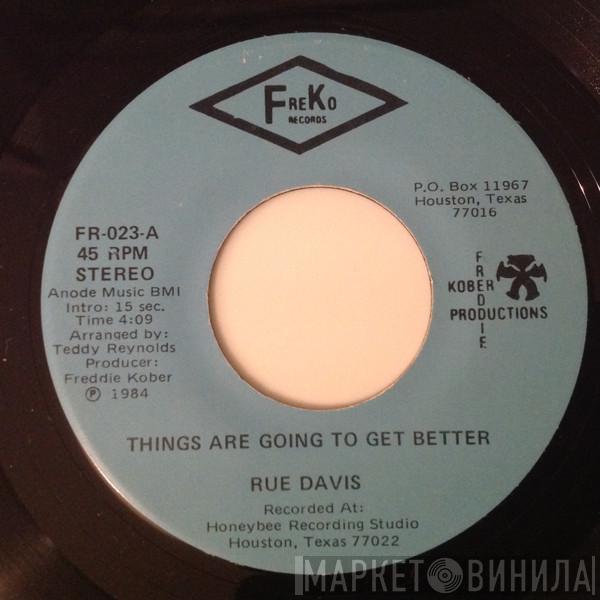 FREKO
RECORDS
P.O. Box 11967
Houston, Texas
77016
FR-023-A
45 RPM
STEREO
Anode Music BMI
Intro: 15 sec.
Time 4:09
Arranged by:
Teddy Reynolds
Producer:
Freddie Kober
℗ 1984
FREDDIE
KOBER
PRODUCTIONS
THINGS ARE GOING TO GET BETTER
RUE DAVIS
Recorded At:
Honeybee Recording Studio
Houston, Texas 77022
МАРКЕТ ВИНИЛА